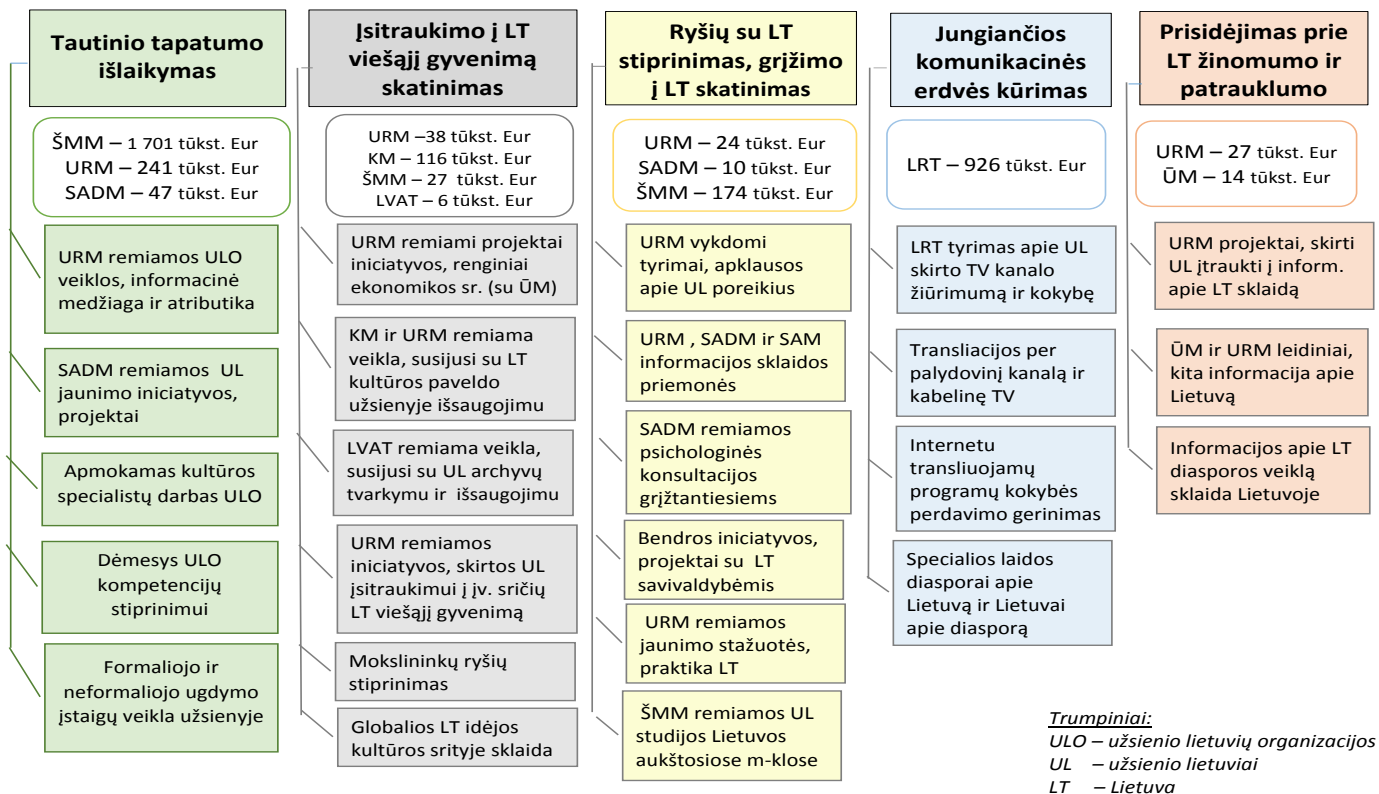 Tautinio tapatumo
išlaikymas
ŠMM – 1 701 tūkst. Eur
URM – 241 tūkst. Eur
SADM – 47 tūkst. Eur
URM remiamos ULO
veiklos, informacinė
medžiaga ir atributika
SADM remiamos UL
jaunimo iniciatyvos,
projektai
Apmokamas kultūros
specialistų darbas ULO
Dėmesys ULO
kompetencijų
stiprinimui
Formaliojo ir
neformaliojo ugdymo
įstaigų veikla užsienyje
Įsitraukimo į LT
viešąjį gyvenimą
skatinimas
URM –38 tūkst. Eur
KM – 116 tūkst. Eur
ŠMM – 27 tūkst. Eur
LVAT – 6 tūkst. Eur
URM remiami projektai
iniciatyvos, renginiai
ekonomikos sr. (su ŪM)
KM ir URM remiama
veikla, susijusi su LT
kultūros paveldo
užsienyje išsaugojimu
LVAT remiama veikla,
susijusi su UL archyvų
tvarkymu ir išsaugojimu
URM remiamos
iniciatyvos, skirtos UL
įsitraukimui į įv. sričių
LT viešąjį gyvenimą
Mokslininkų ryšių
stiprinimas
Globalios LT idėjos
kultūros srityje sklaida
Ryšių su LT
stiprinimas, grįžimo
į LT skatinimas
URM – 24 tūkst. Eur
SADM – 10 tūkst. Eur
ŠMM – 174 tūkst. Eur
URM vykdomi
tyrimai, apklausos
apie UL poreikius
URM , SADM ir SAM
informacijos sklaidos
priemonės
SADM remiamos
psichologinės
konsultacijos
grįžtantiesiems
Bendros iniciatyvos,
projektai su LT
savivaldybėmis
URM remiamos
jaunimo stažuotės,
praktika LT
ŠMM remiamos UL
studijos Lietuvos
aukštosiose m-klose
Jungiančios
komunikacinės
erdvės kūrimas
LRT – 926 tūkst. Eur
LRT tyrimas apie UL
skirto TV kanalo
žiūrimumą ir kokybę
Transliacijos per
palydovinį kanalą ir
kabelinę TV
Internetu
transliuojamų
programų kokybės
perdavimo gerinimas
Specialios laidos
diasporai apie
Lietuvą ir Lietuvai
apie diasporą
Prisidėjimas prie
LT žinomumo ir
patrauklumo
URM – 27 tūkst. Eur
ŪM – 14 tūkst. Eur
URM projektai, skirti
UL įtraukti į inform.
apie LT sklaidą
ŪM ir URM leidiniai,
kita informacija apie
Lietuvą
Informacijos apie LT
diasporos veiklą
sklaida Lietuvoje
Trumpiniai:
ULO – užsienio lietuvių organizacijos
UL – užsienio lietuviai
LT – Lietuva